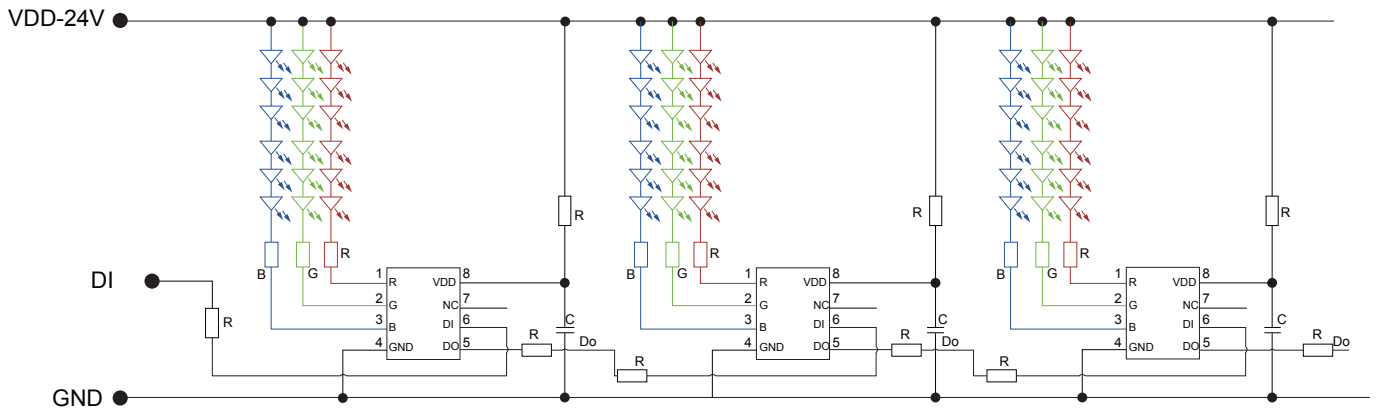 VDD-24V
R R R
B G R B G R B G R
DI
1 R VDD 8 1 R VDD 8 1 R VDD 8
2 G NC 7 2 G NC 7 2 G NC 7
R 3 B DI 6 C 3 B DI 6 C 3 B DI 6 C
4 GND DO 5 R Do 4 GND DO 5 R Do 4 GND DO 5 R Do
R R
GND